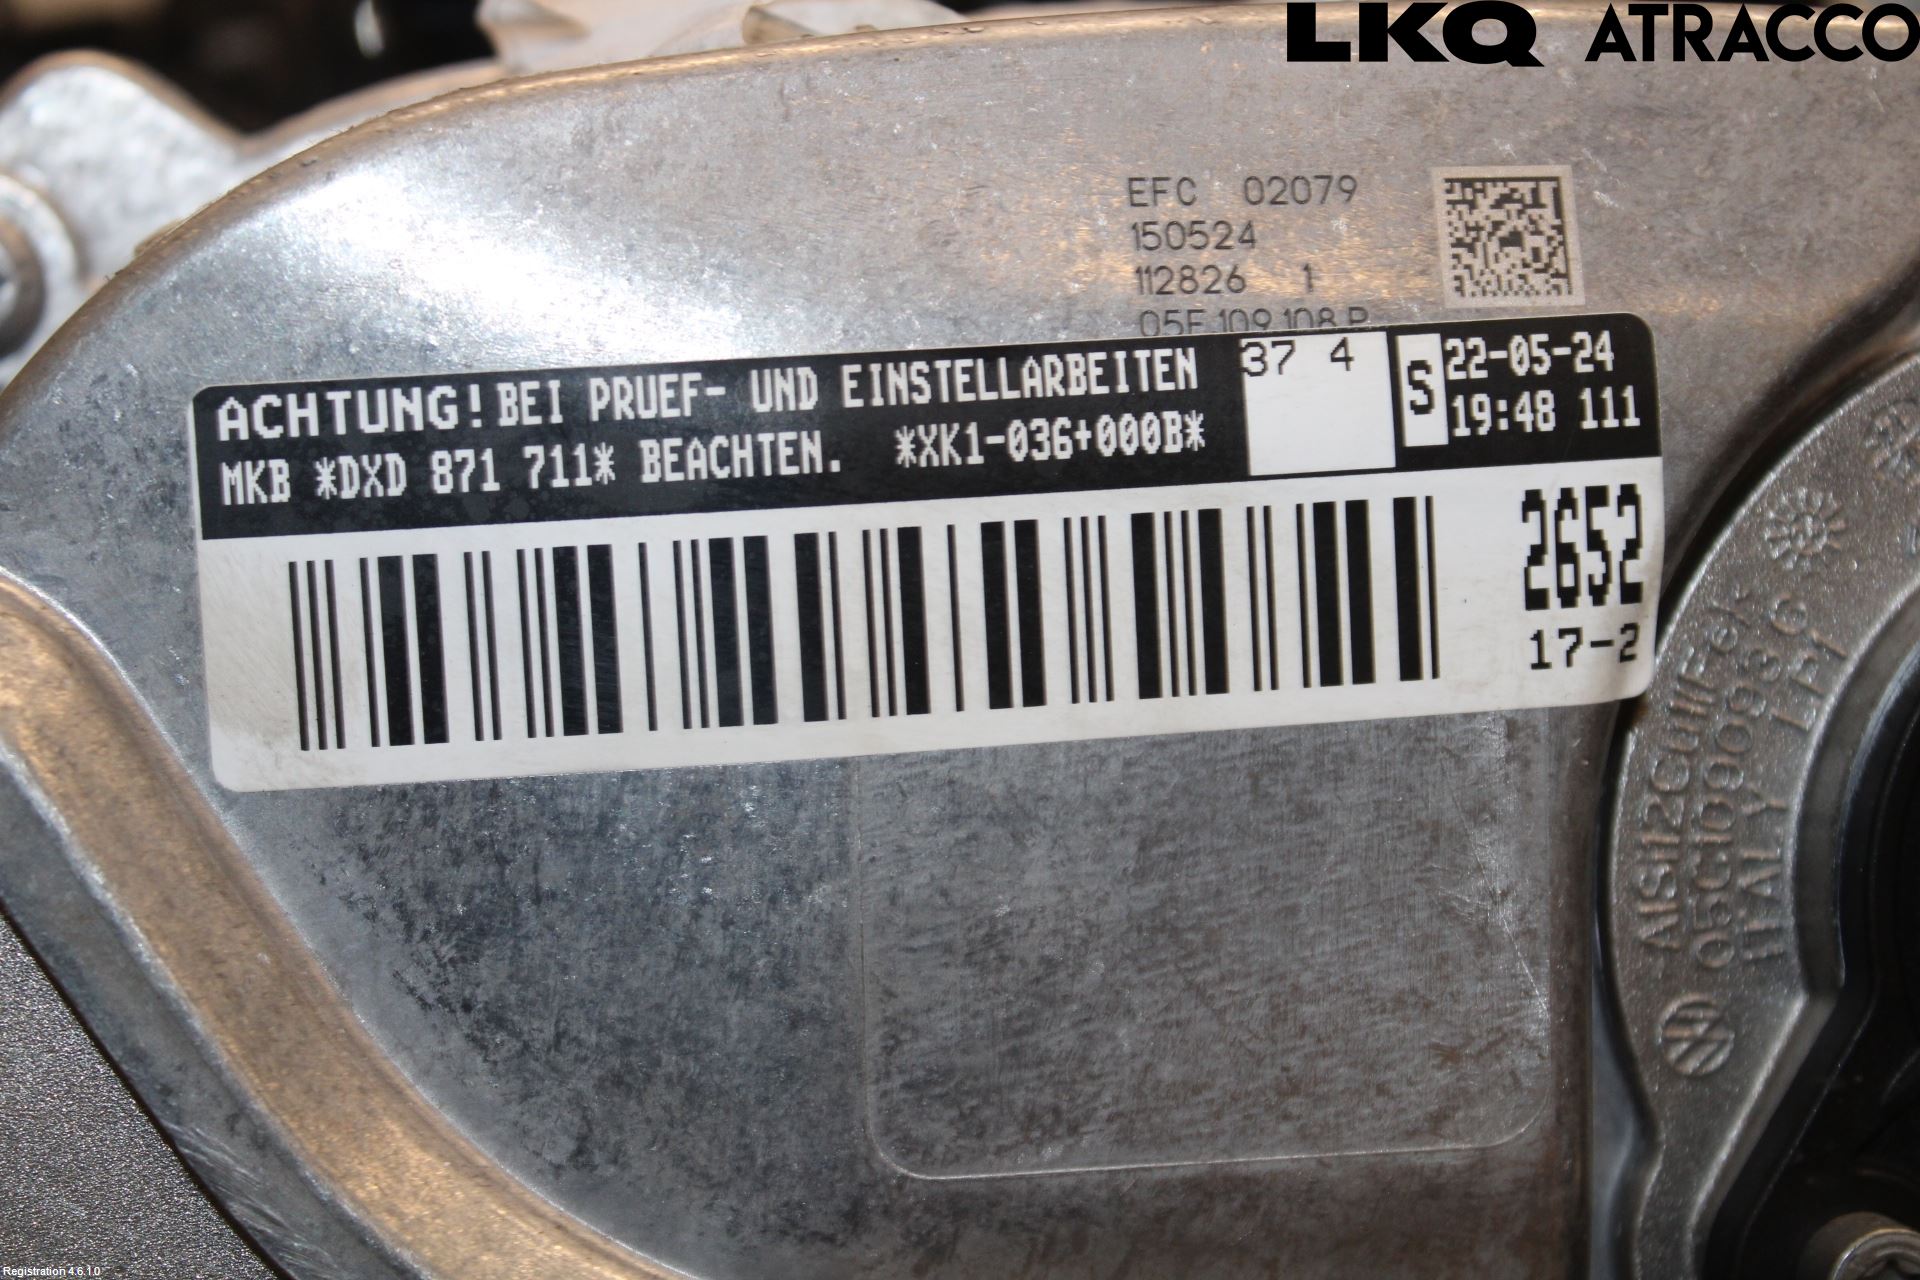 LKQ ATRACCO
EFC 02079
150524
112826 1
05E 109 108
ACHTUNG! BEI PRUEF- UND EINSTELLARBEITEN
MKB *DXD 871 711* BEACHTEN. *XK1-036+000B*
37 4
S
22-05-24
19:48 111
2652
17-2
ITALY
Registration 4.6.1.0